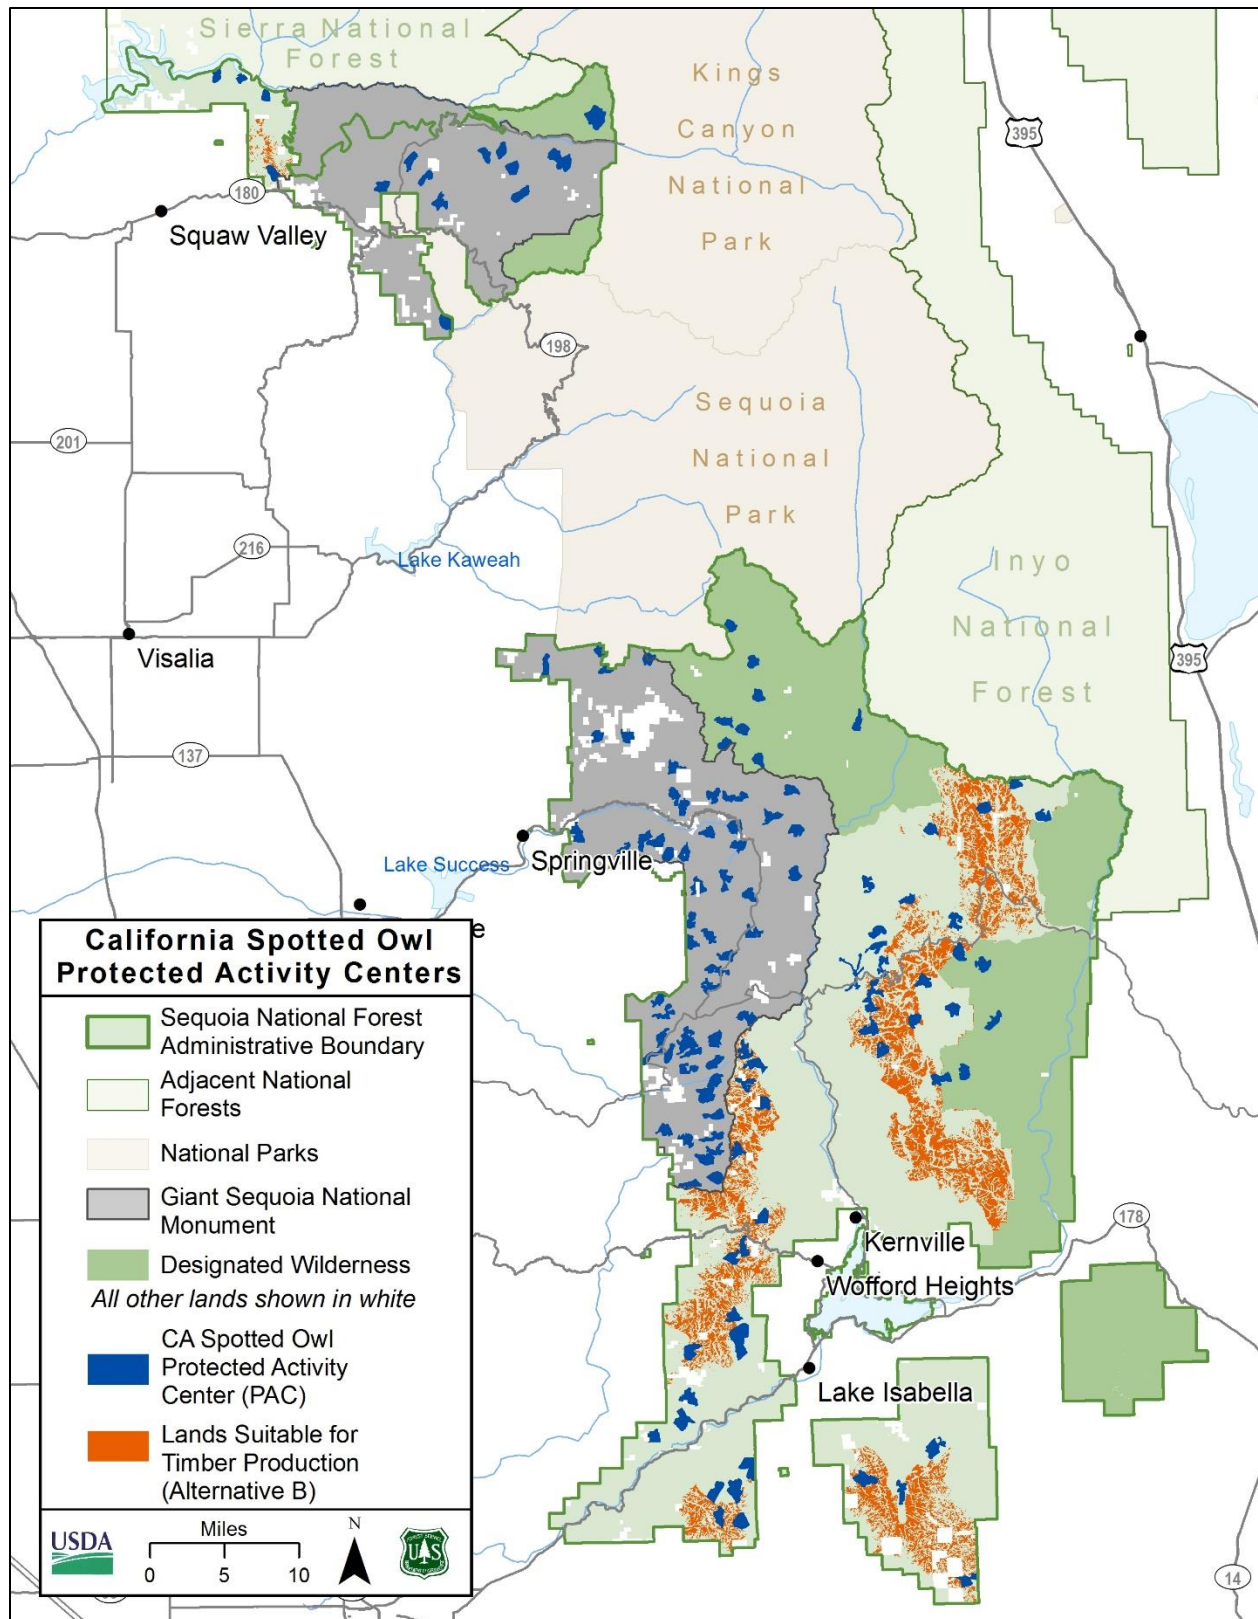 Sierra National
Forest
Kings
Canyon
National
Park
395
180
Squaw Valley
198
Sequoia
National
Park
201
216
Lake Kaweah
Inyo
National
Forest
Visalia
395
137
Springville
Lake Success
e
California Spotted Owl
Protected Activity Centers
Sequoia National Forest
Administrative Boundary
Adjacent National
Forests
National Parks
Giant Sequoia National
Monument
Designated Wilderness
All other lands shown in white
CA Spotted Owl
Protected Activity
Center (PAC)
Lands Suitable for
Timber Production
(Alternative B)
USDA
Miles
0 5 10
N
U S
178
Kernville
Wofford Heights
Lake Isabella
14